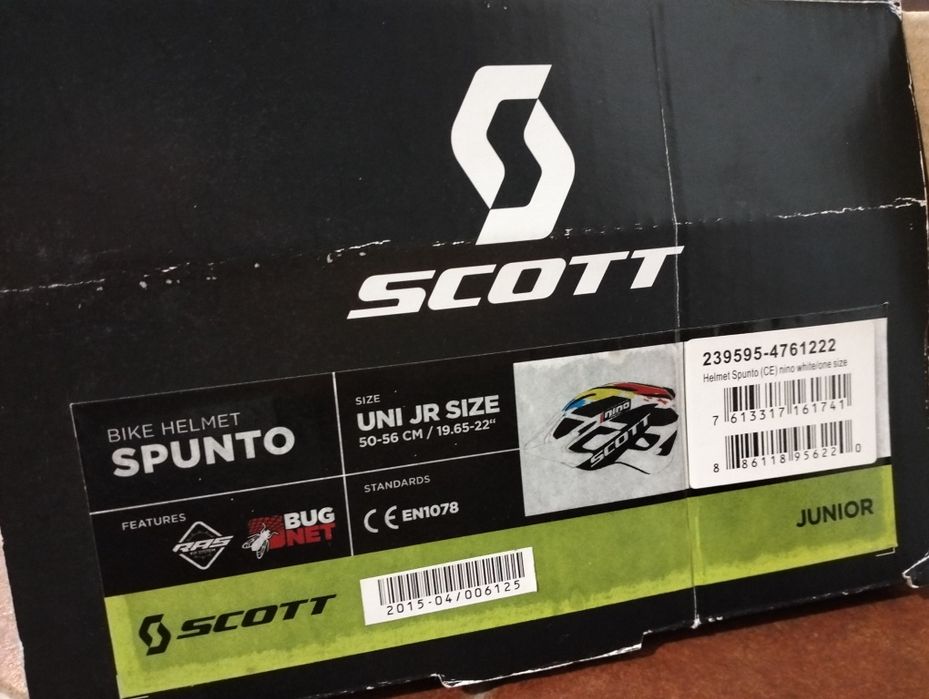 SCOTT
BIKE HELMET
SPUNTO
SIZE
UNI JR SIZE
50-56 CM / 19.65-22"
FEATURES
RAS
BUG
NET
STANDARDS
CE EN1078
nino
SCOTT
239595-4761222
Helmet Spunto (CE) nino white/one size
7 613317 161741
8 86118 95622 0
JUNIOR
SCOTT
2015-04/006125